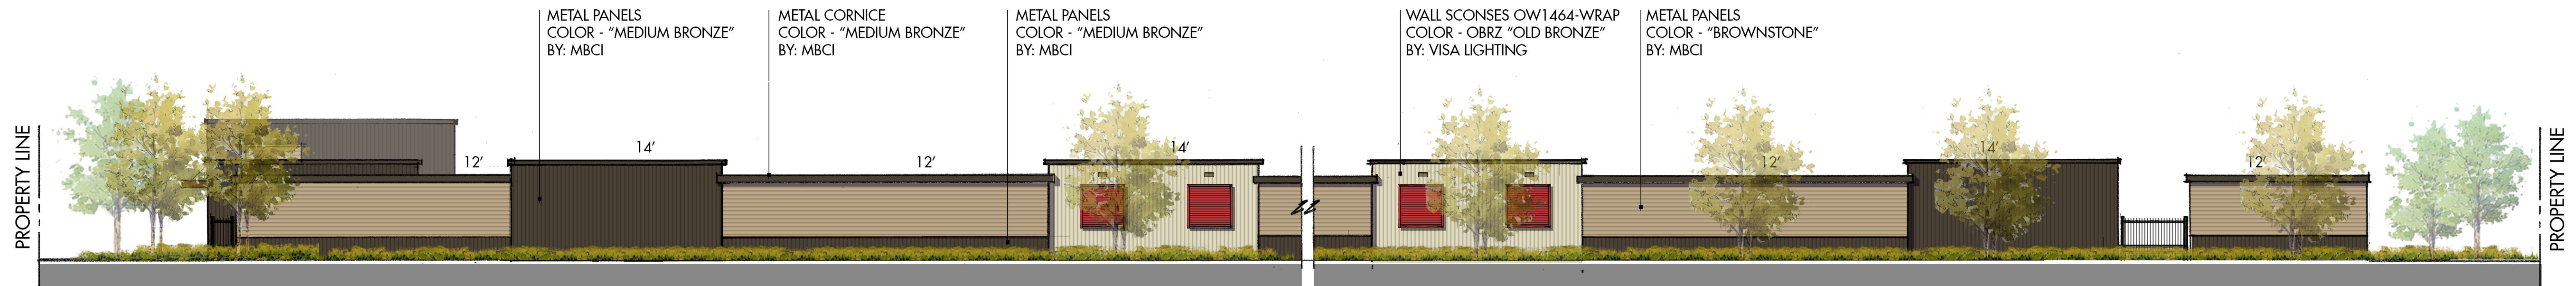 METAL PANELS
COLOR - “MEDIUM BRONZE”
BY: MBCI
METAL CORNICE
COLOR - “MEDIUM BRONZE”
BY: MBCI
METAL PANELS
COLOR - “MEDIUM BRONZE”
BY: MBCI
WALL SCONSES OW1464-WRAP
COLOR - OBRZ “OLD BRONZE”
BY: VISA LIGHTING
METAL PANELS
COLOR - “BROWNSTONE”
BY: MBCI
PROPERTY LINE
12’
14’
12’
14’
12’
14’
12’
PROPERTY LINE